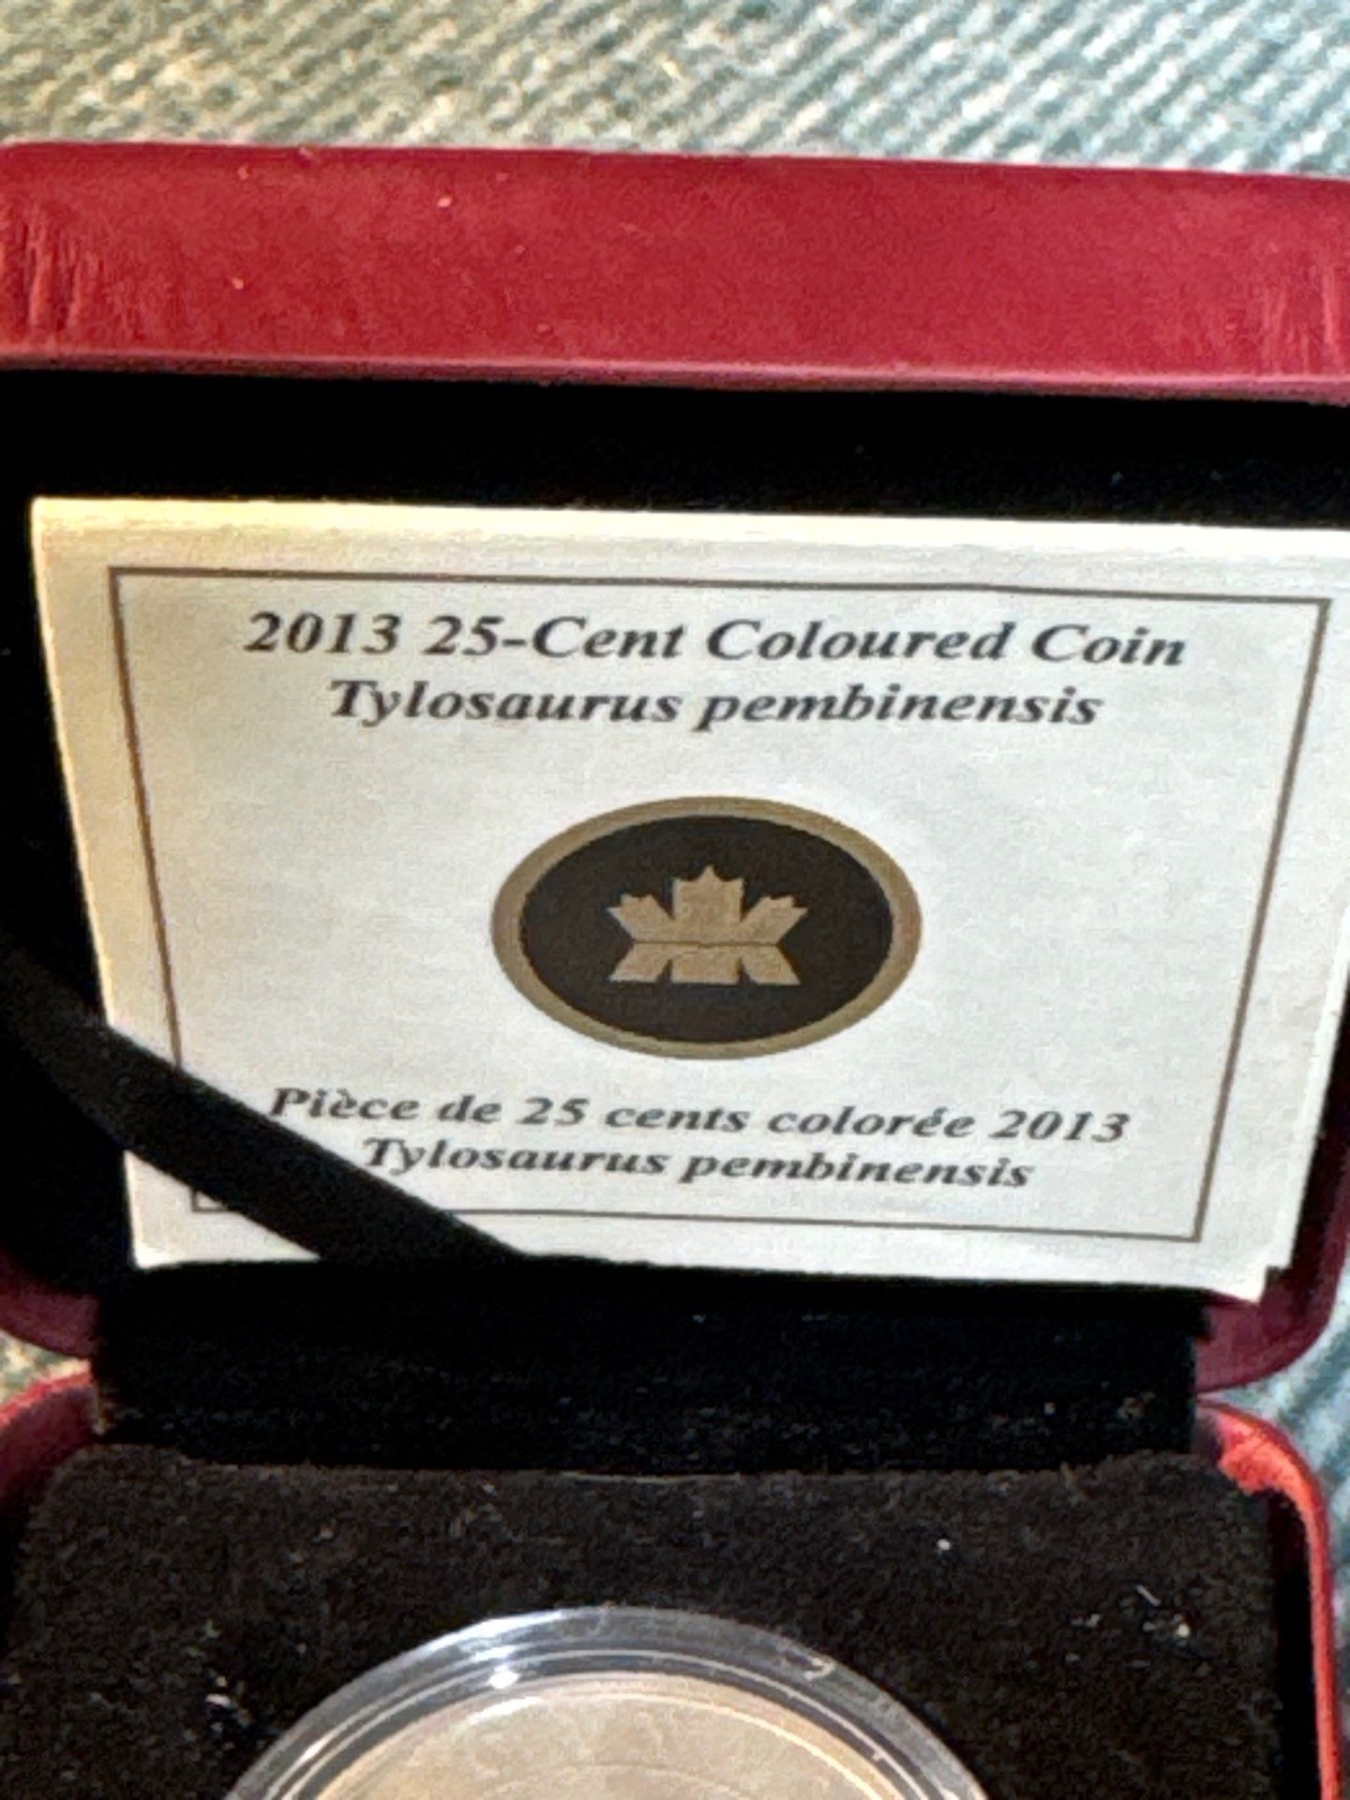 2013 25-Cent Coloured Coin
Tylosaurus pembinensis
Pièce de 25 cents colorée 2013
Tylosaurus pembinensis